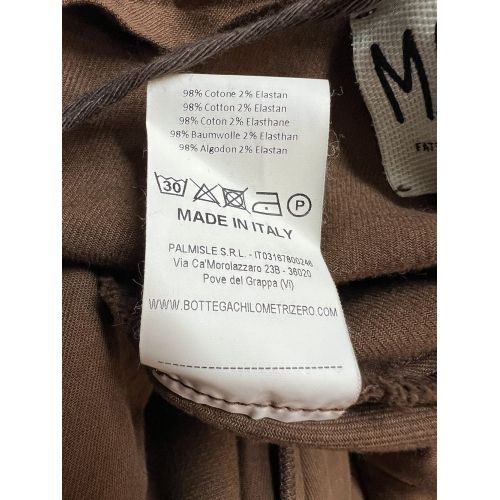 98% Cotone 2% Elastan
98% Cotton 2% Elastan
98% Coton 2% Elasthane
98% Baumwolle 2% Elasthan
98% Algodon 2% Elastan
30 P
MADE IN ITALY
PALMISLE S.R.L. - IT03167800246
Via Ca'Morolazzaro 23B - 36020
Pove del Grappa (Vi)
WWW.BOTTEGACHILOMETRIZERO.COM